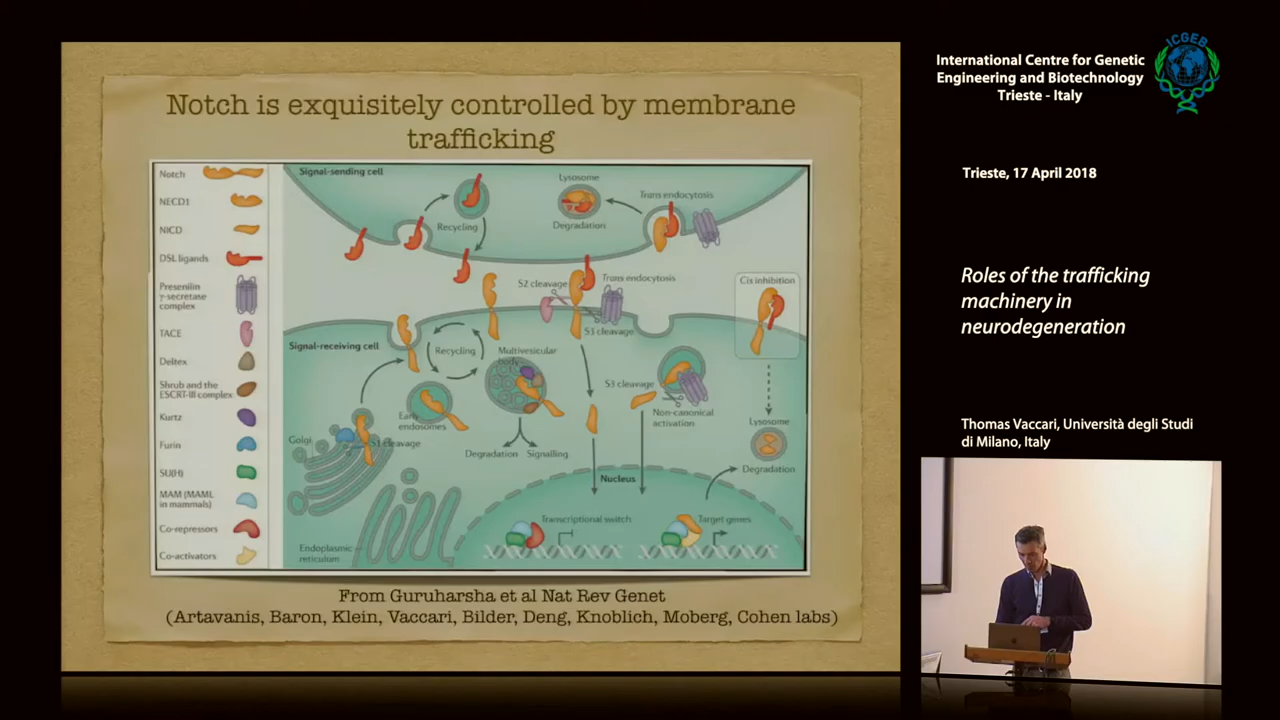 Notch is exquisitely controlled by membrane
trafficking
Notch
NECD1
NICD
DSL ligands
Presenilin
γ-secretase
complex
TACE
Deltex
Shrub and the
ESCRT-III complex
Kurtz
Furin
SU(H)
MAM (MAML
in mammals)
Co-repressors
Co-activators
Signal-sending cell
Recycling
Lysosome
Degradation
Trans endocytosis
S2 cleavage
Trans endocytosis
S3 cleavage
Cis inhibition
Signal-receiving cell
Recycling
Multivesicular
body
Early
endosomes
S3 cleavage
Non-canonical
activation
Lysosome
Degradation
Golgi
S1 cleavage
Degradation
Signalling
Nucleus
Transcriptional switch
Target genes
Endoplasmic
reticulum
From Guruharsha et al Nat Rev Genet
(Artavanis, Baron, Klein, Vaccari, Bilder, Deng, Knoblich, Moberg, Cohen labs)
International Centre for Genetic
Engineering and Biotechnology
Trieste - Italy
ICGEB
Trieste, 17 April 2018
Roles of the trafficking
machinery in
neurodegeneration
Thomas Vaccari, Università degli Studi
di Milano, Italy